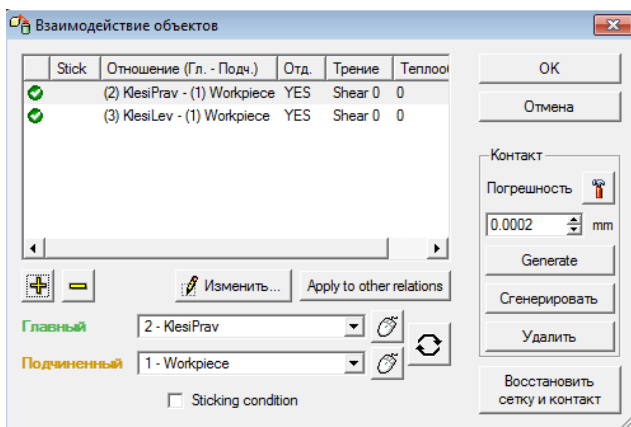 Взаимодействие объектов
Stick Отношение (Гл. - Подч.) Отд. Трение Теплооб
(2) KlesiPrav - (1) Workpiece YES Shear 0 0
(3) KlesiLev - (1) Workpiece YES Shear 0 0
OK
Отмена
Контакт
Погрешность
0.0002 mm
Generate
Сгенерировать
Удалить
Восстановить
сетку и контакт
Изменить... Apply to other relations
Главный 2 - KlesiPrav
Подчиненный 1 - Workpiece
Sticking condition